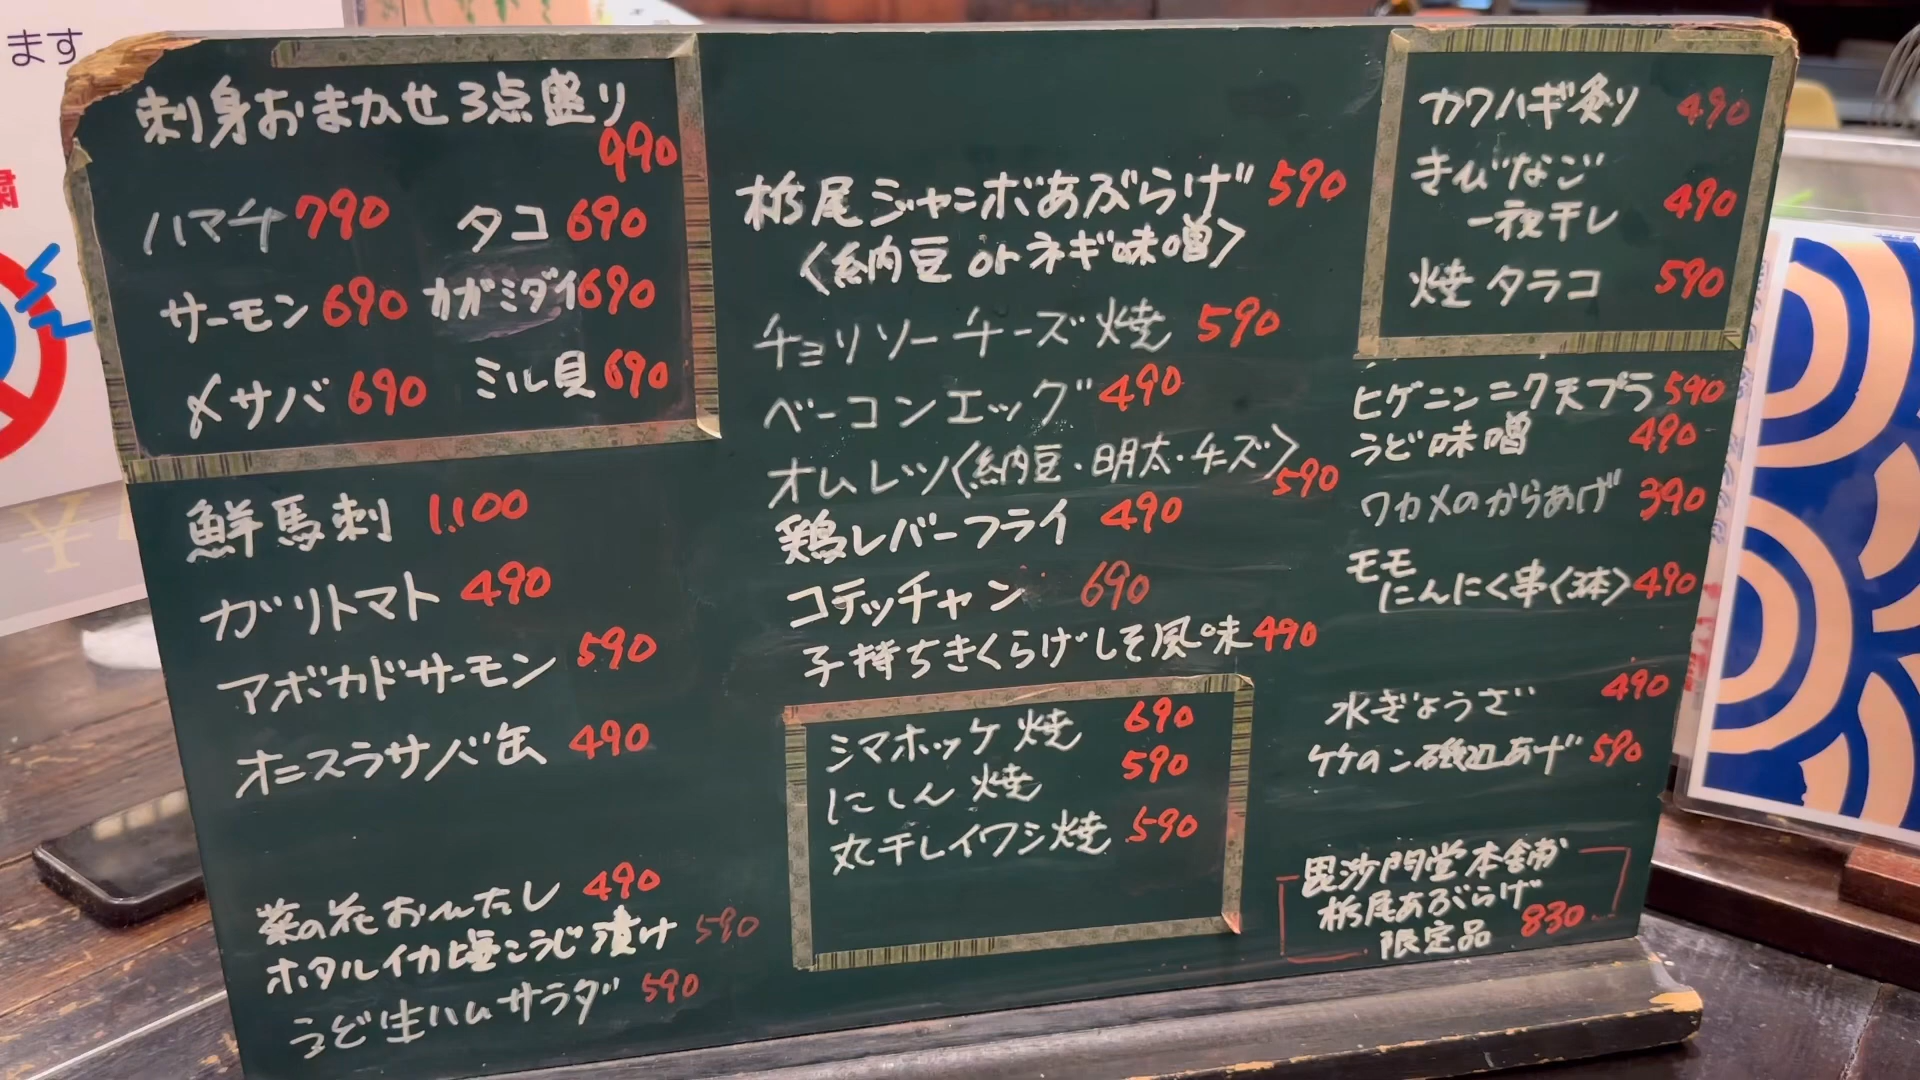 ます
刺身おまかせ3点盛り
990
ハマチ 790 タコ 690
サーモン 690 カガミダイ 690
〆サバ 690 ミル貝 690
鮮馬刺 1.100
ガリトマト 490
アボカドサーモン 590
オニスラサバ缶 490
菜の花おひたし 490
ホタルイカ塩こうじ漬け 590
うど生ハムサラダ 590
栃尾ジャンボあぶらげ 590
〈納豆 or ネギ味噌〉
チョリソーチーズ焼 590
ベーコンエッグ 490
オムレツ〈納豆・明太・チーズ〉 590
鶏レバーフライ 490
コテッチャン 690
子持ちきくらげしそ風味 490
シマホッケ焼 690
にしん焼 590
丸干しイワシ焼 590
カワハギ炙り 490
きびなご
一夜干し 490
焼タラコ 590
ヒゲニンニク天プラ 590
うど味噌 490
ワカメのからあげ 390
モモ
にんにく串〈3本〉 490
水ぎょうざ 490
タケノコ磯辺あげ 590
毘沙門堂本舗
栃尾あぶらげ
限定品 830